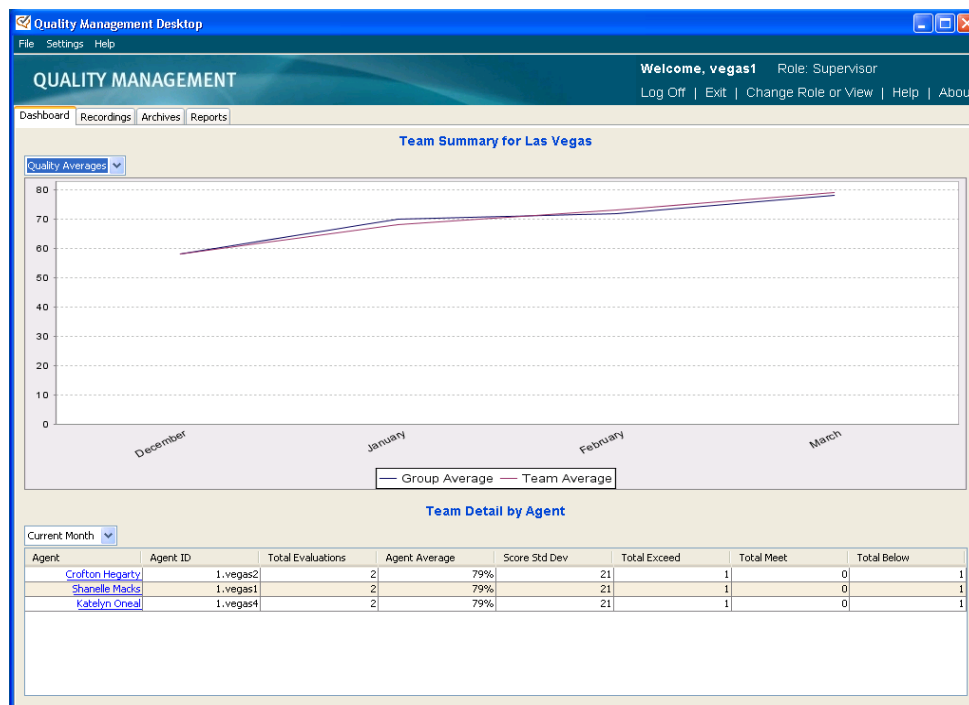 Quality Management Desktop
File Settings Help
QUALITY MANAGEMENT
Welcome, vegas1 Role: Supervisor
Log Off | Exit | Change Role or View | Help | Abou
Dashboard Recordings Archives Reports
Team Summary for Las Vegas
Quality Averages
80
70
60
50
40
30
20
10
0
December January February March
Group Average Team Average
Team Detail by Agent
Current Month
Agent Agent ID Total Evaluations Agent Average Score Std Dev Total Exceed Total Meet Total Below
Crofton Hegarty 1.vegas2 2 79% 21 1 0 1
Shanelle Macks 1.vegas1 2 79% 21 1 0 1
Katelyn Oneal 1.vegas4 2 79% 21 1 0 1